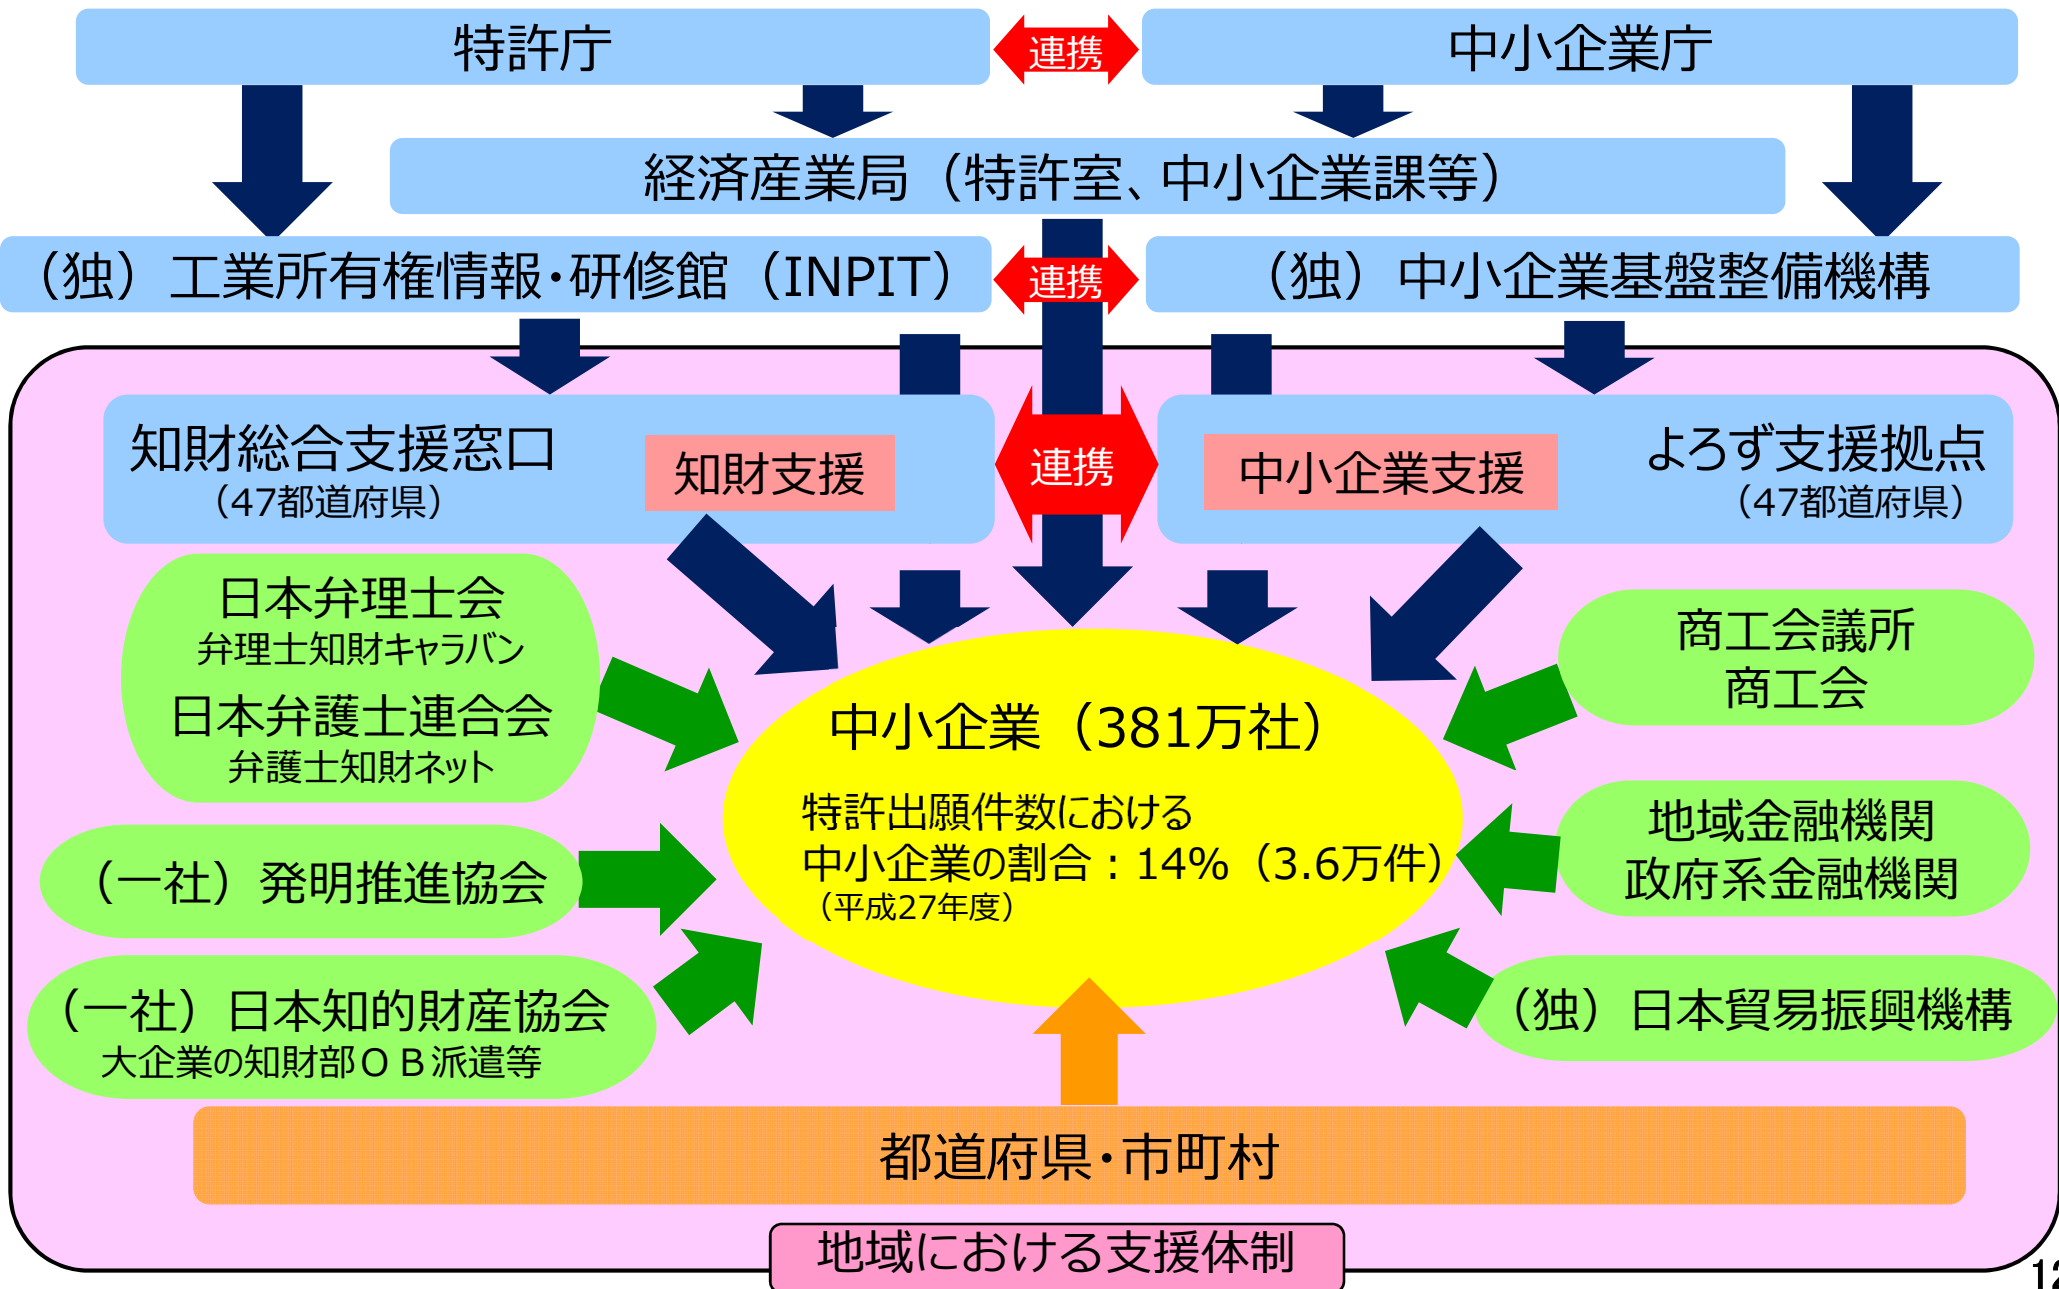 特許庁
連携
中小企業庁
経済産業局（特許室、中小企業課等）
（独）工業所有権情報・研修館（INPIT）
連携
（独）中小企業基盤整備機構
知財総合支援窓口
（47都道府県）
知財支援
連携
中小企業支援
よろず支援拠点
（47都道府県）
日本弁理士会
弁理士知財キャラバン
日本弁護士連合会
弁護士知財ネット
商工会議所
商工会
中小企業（381万社）
特許出願件数における
中小企業の割合：14%（3.6万件）
（平成27年度）
（一社）発明推進協会
地域金融機関
政府系金融機関
（一社）日本知的財産協会
大企業の知財部ＯＢ派遣等
（独）日本貿易振興機構
都道府県・市町村
地域における支援体制
12